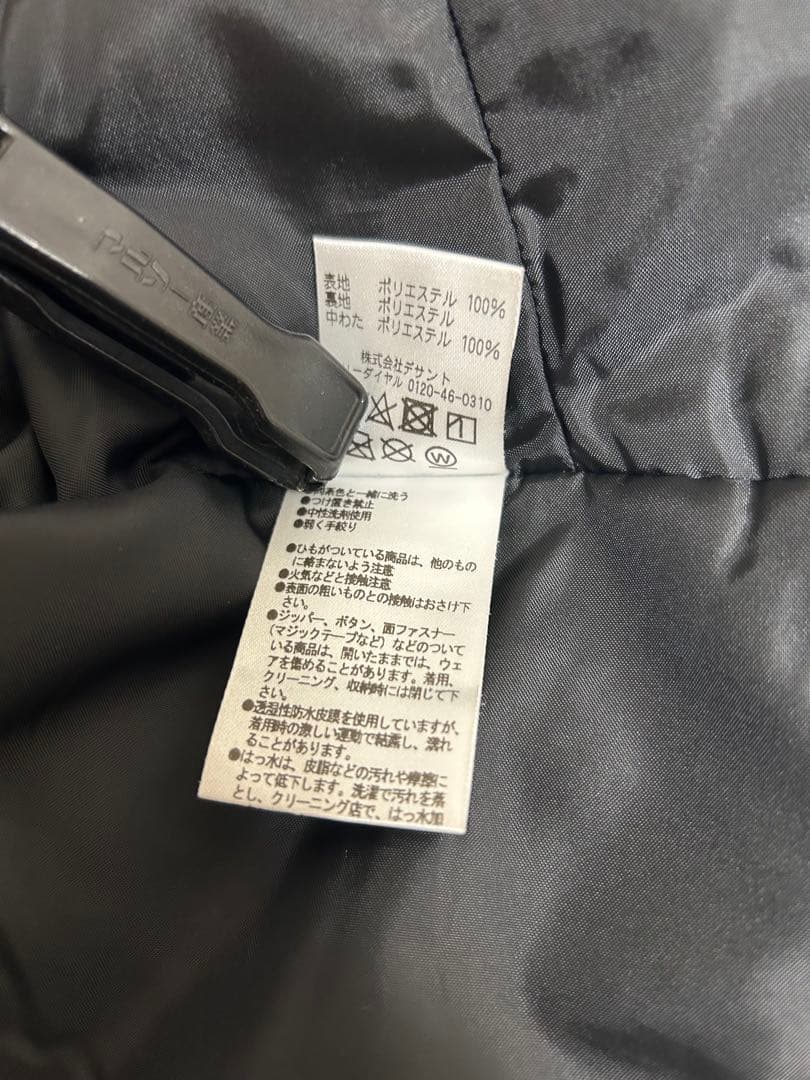 表地 ポリエステル 100%
裏地 ポリエステル
中わた ポリエステル 100%
株式会社デサント
リーダイヤル 0120-46-0310
W
●同系色と一緒に洗う
●つけ置き禁止
●中性洗剤使用
●弱く手絞り
●ひもがついている商品は、他のもの
に絡まないよう注意
●火気などと接触注意
●表面の粗いものとの接触はおさけ下
さい。
●ジッパー、ボタン、面ファスナー
(マジックテープなど)などのついて
いる商品は、開いたままでは、ウェ
アを傷めることがあります。着用、
クリーニング、収納時には閉じて下
さい。
●透湿性防水皮膜を使用していますが、
着用時の激しい運動で結露し、濡れ
ることがあります。
●はっ水は、皮脂などの汚れや摩擦に
よって低下します。洗濯で汚れを落
とし、クリーニング店で、はっ水加